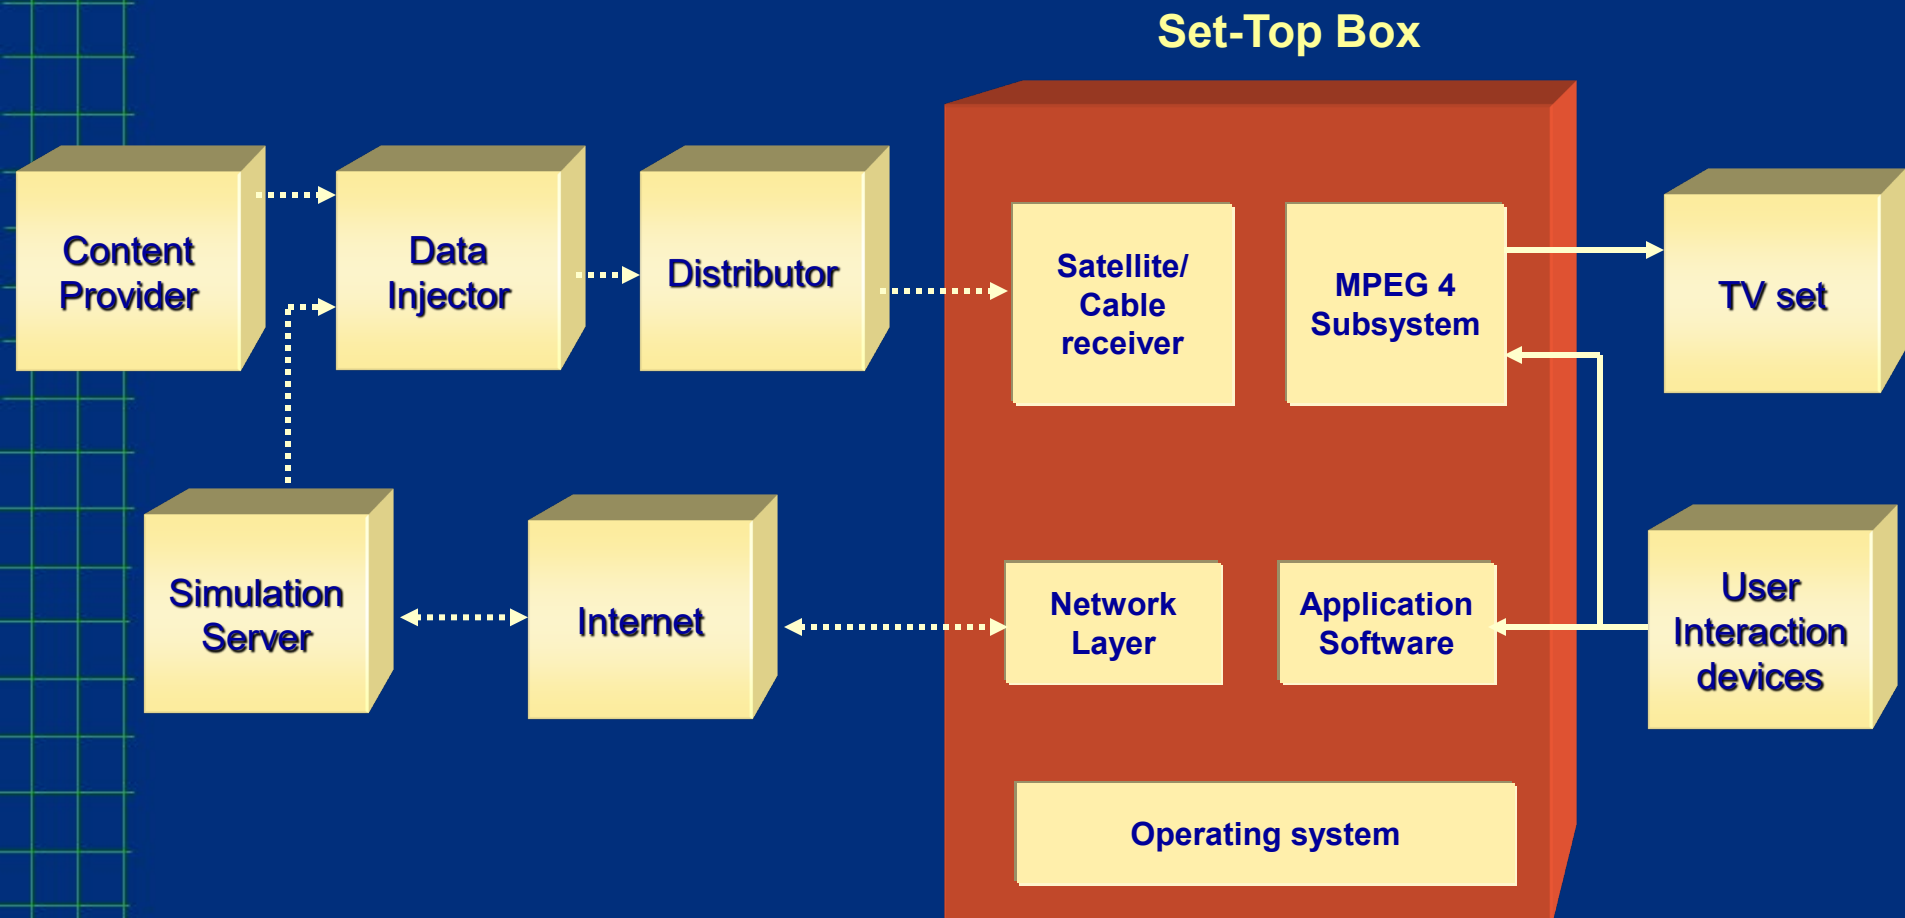 Set-Top Box
Content
Provider
Data
Injector
Distributor
Satellite/
Cable
receiver
MPEG 4
Subsystem
TV set
Simulation
Server
Internet
Network
Layer
Application
Software
User
Interaction
devices
Operating system